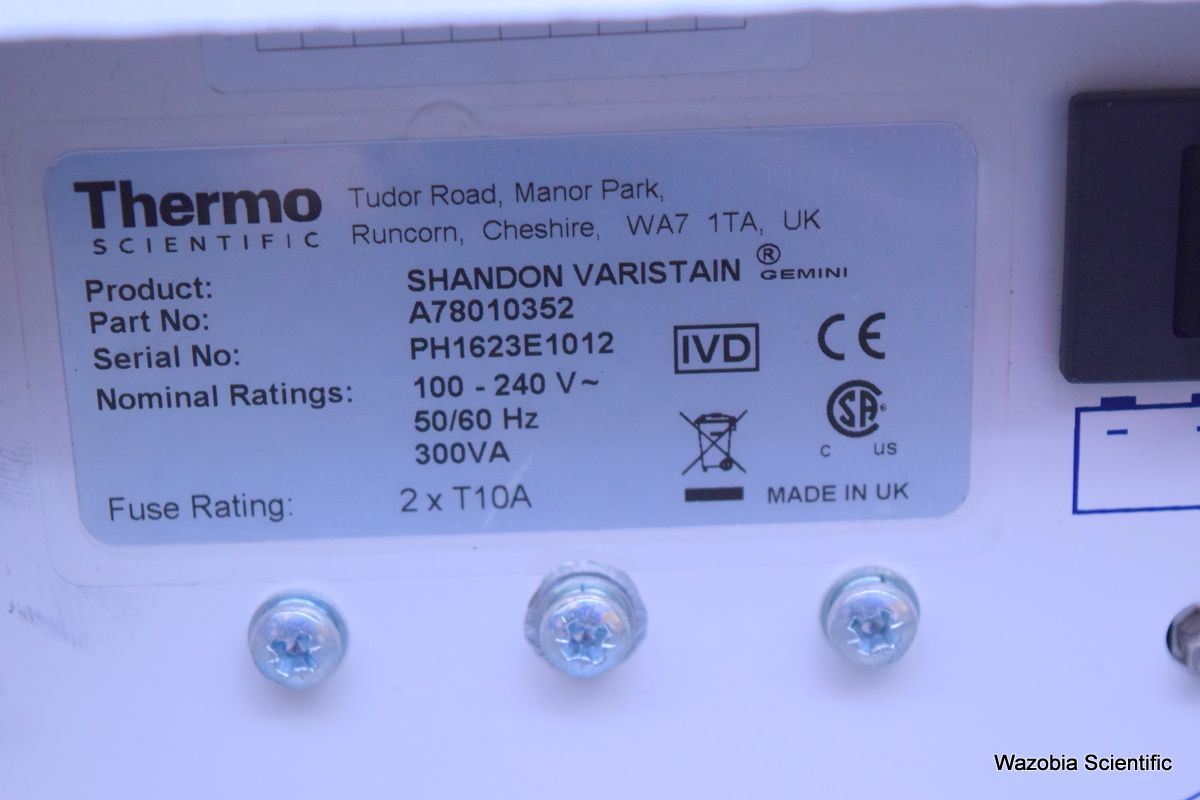 Thermo
SCIENTIFIC
Tudor Road, Manor Park,
Runcorn, Cheshire, WA7 1TA, UK
Product: SHANDON VARISTAIN ® GEMINI
Part No: A78010352
Serial No: PH1623E1012
Nominal Ratings: 100 - 240 V~
50/60 Hz
300VA
Fuse Rating: 2 x T10A
IVD
CE
SA®
C US
MADE IN UK
Wazobia Scientific